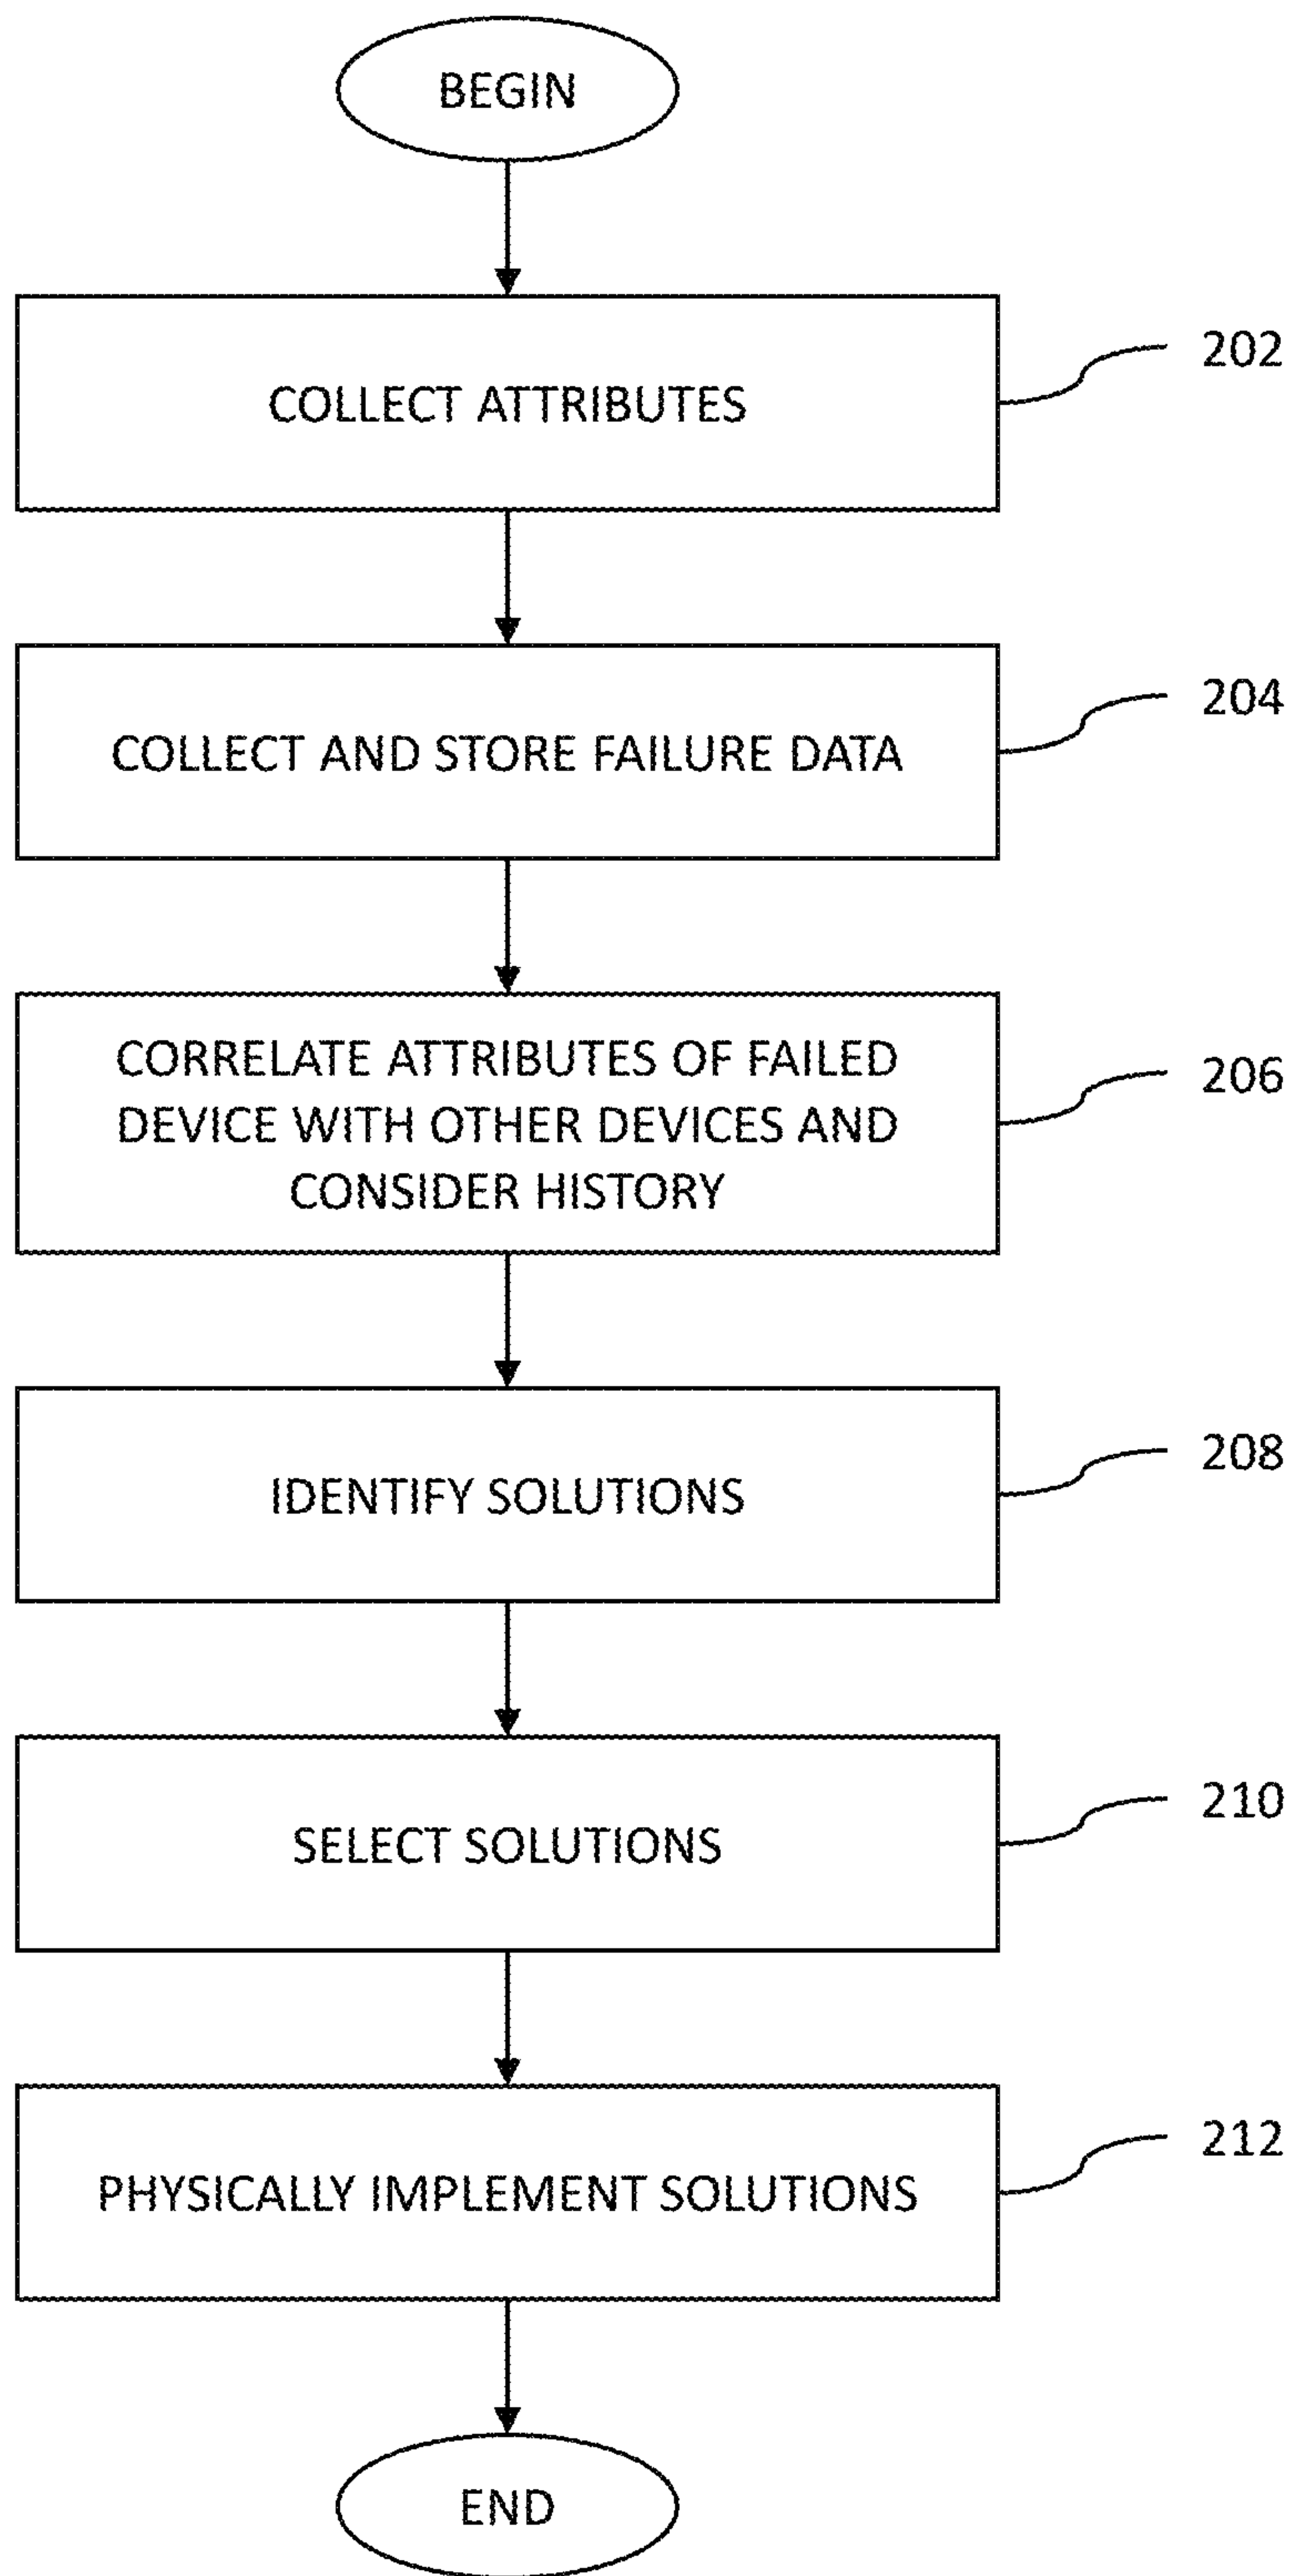 BEGIN
COLLECT ATTRIBUTES
202
COLLECT AND STORE FAILURE DATA
204
CORRELATE ATTRIBUTES OF FAILED
DEVICE WITH OTHER DEVICES AND
CONSIDER HISTORY
206
IDENTIFY SOLUTIONS
208
SELECT SOLUTIONS
210
PHYSICALLY IMPLEMENT SOLUTIONS
212
END